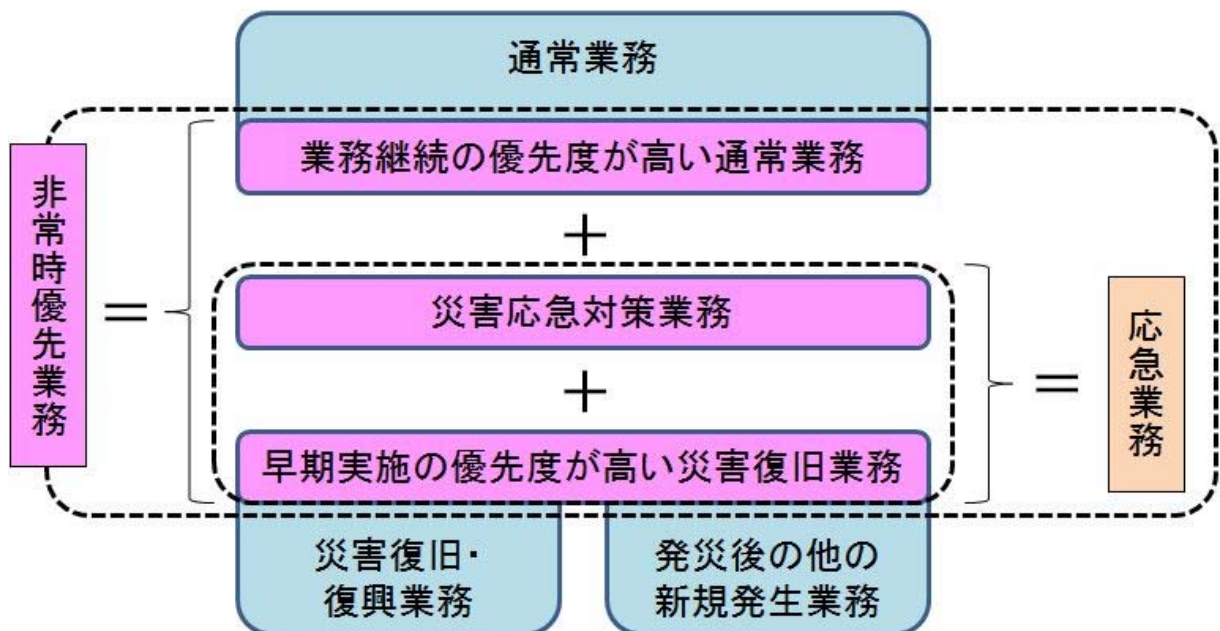 通常業務
業務継続の優先度が高い通常業務
+
非常時優先業務
=
災害応急対策業務
+
=
応急業務
早期実施の優先度が高い災害復旧業務
災害復旧・
復興業務
発災後の他の
新規発生業務